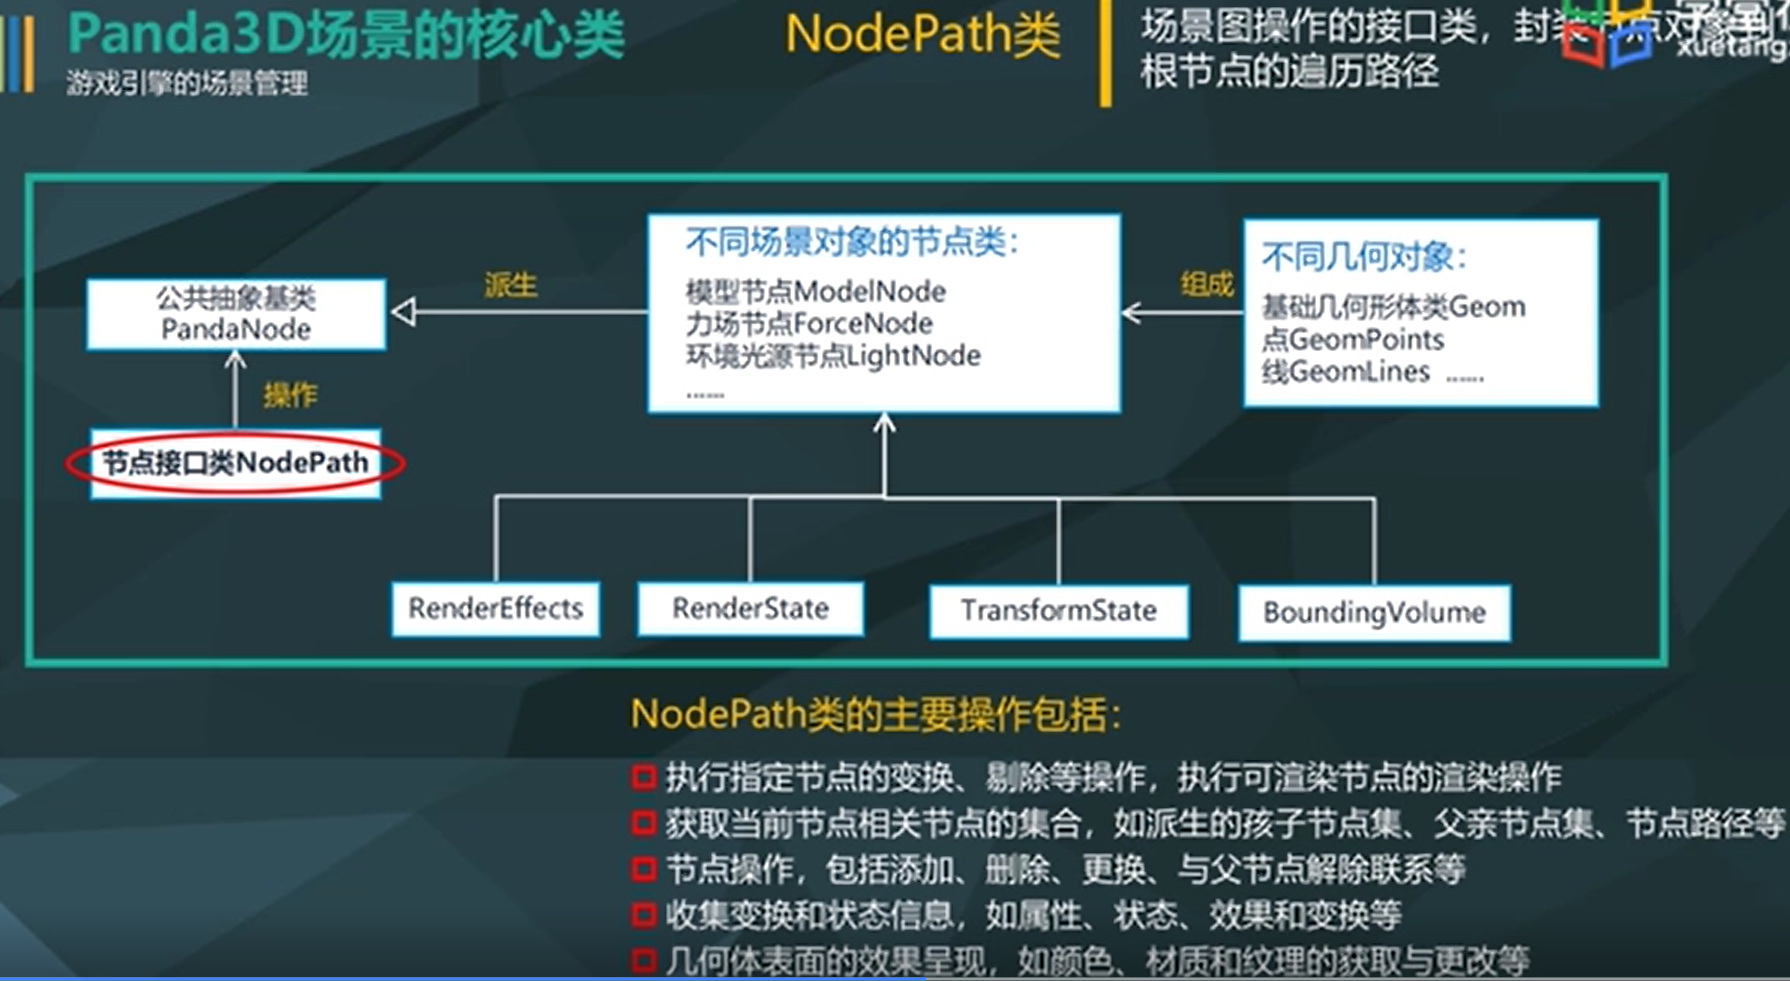 Panda3D场景的核心类
游戏引擎的场景管理
NodePath类
场景图操作的接口类，封装节点对象到
根节点的遍历路径
xuetang
公共抽象基类
PandaNode
派生
不同场景对象的节点类：
模型节点ModelNode
力场节点ForceNode
环境光源节点LightNode
……
组成
不同几何对象：
基础几何形体类Geom
点GeomPoints
线GeomLines ……
操作
节点接口类NodePath
RenderEffects
RenderState
TransformState
BoundingVolume
NodePath类的主要操作包括：
执行指定节点的变换、剔除等操作，执行可渲染节点的渲染操作
获取当前节点相关节点的集合，如派生的孩子节点集、父亲节点集、节点路径等
节点操作，包括添加、删除、更换、与父节点解除联系等
收集变换和状态信息，如属性、状态、效果和变换等
几何体表面的效果呈现，如颜色、材质和纹理的获取与更改等